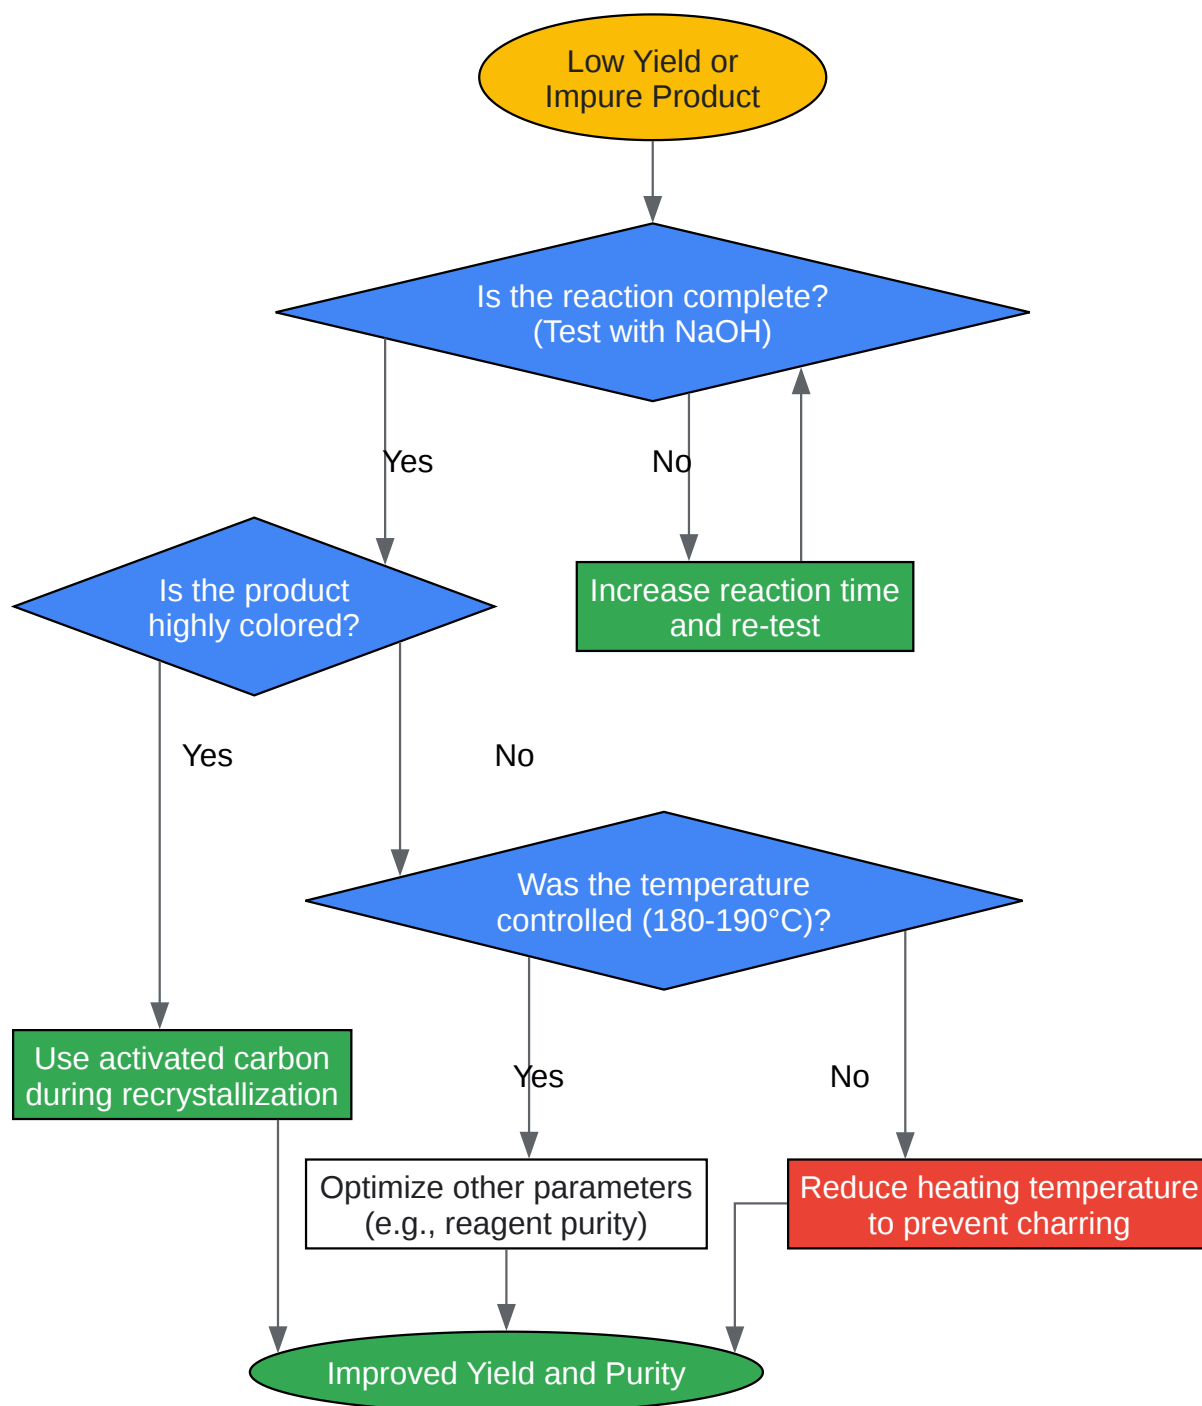 Low Yield or
Impure Product
Is the reaction complete?
(Test with NaOH)
Yes
No
Is the product
highly colored?
Increase reaction time
and re-test
Yes
No
Was the temperature
controlled (180-190°C)?
Use activated carbon
during recrystallization
Yes
No
Optimize other parameters
(e.g., reagent purity)
Reduce heating temperature
to prevent charring
Improved Yield and Purity